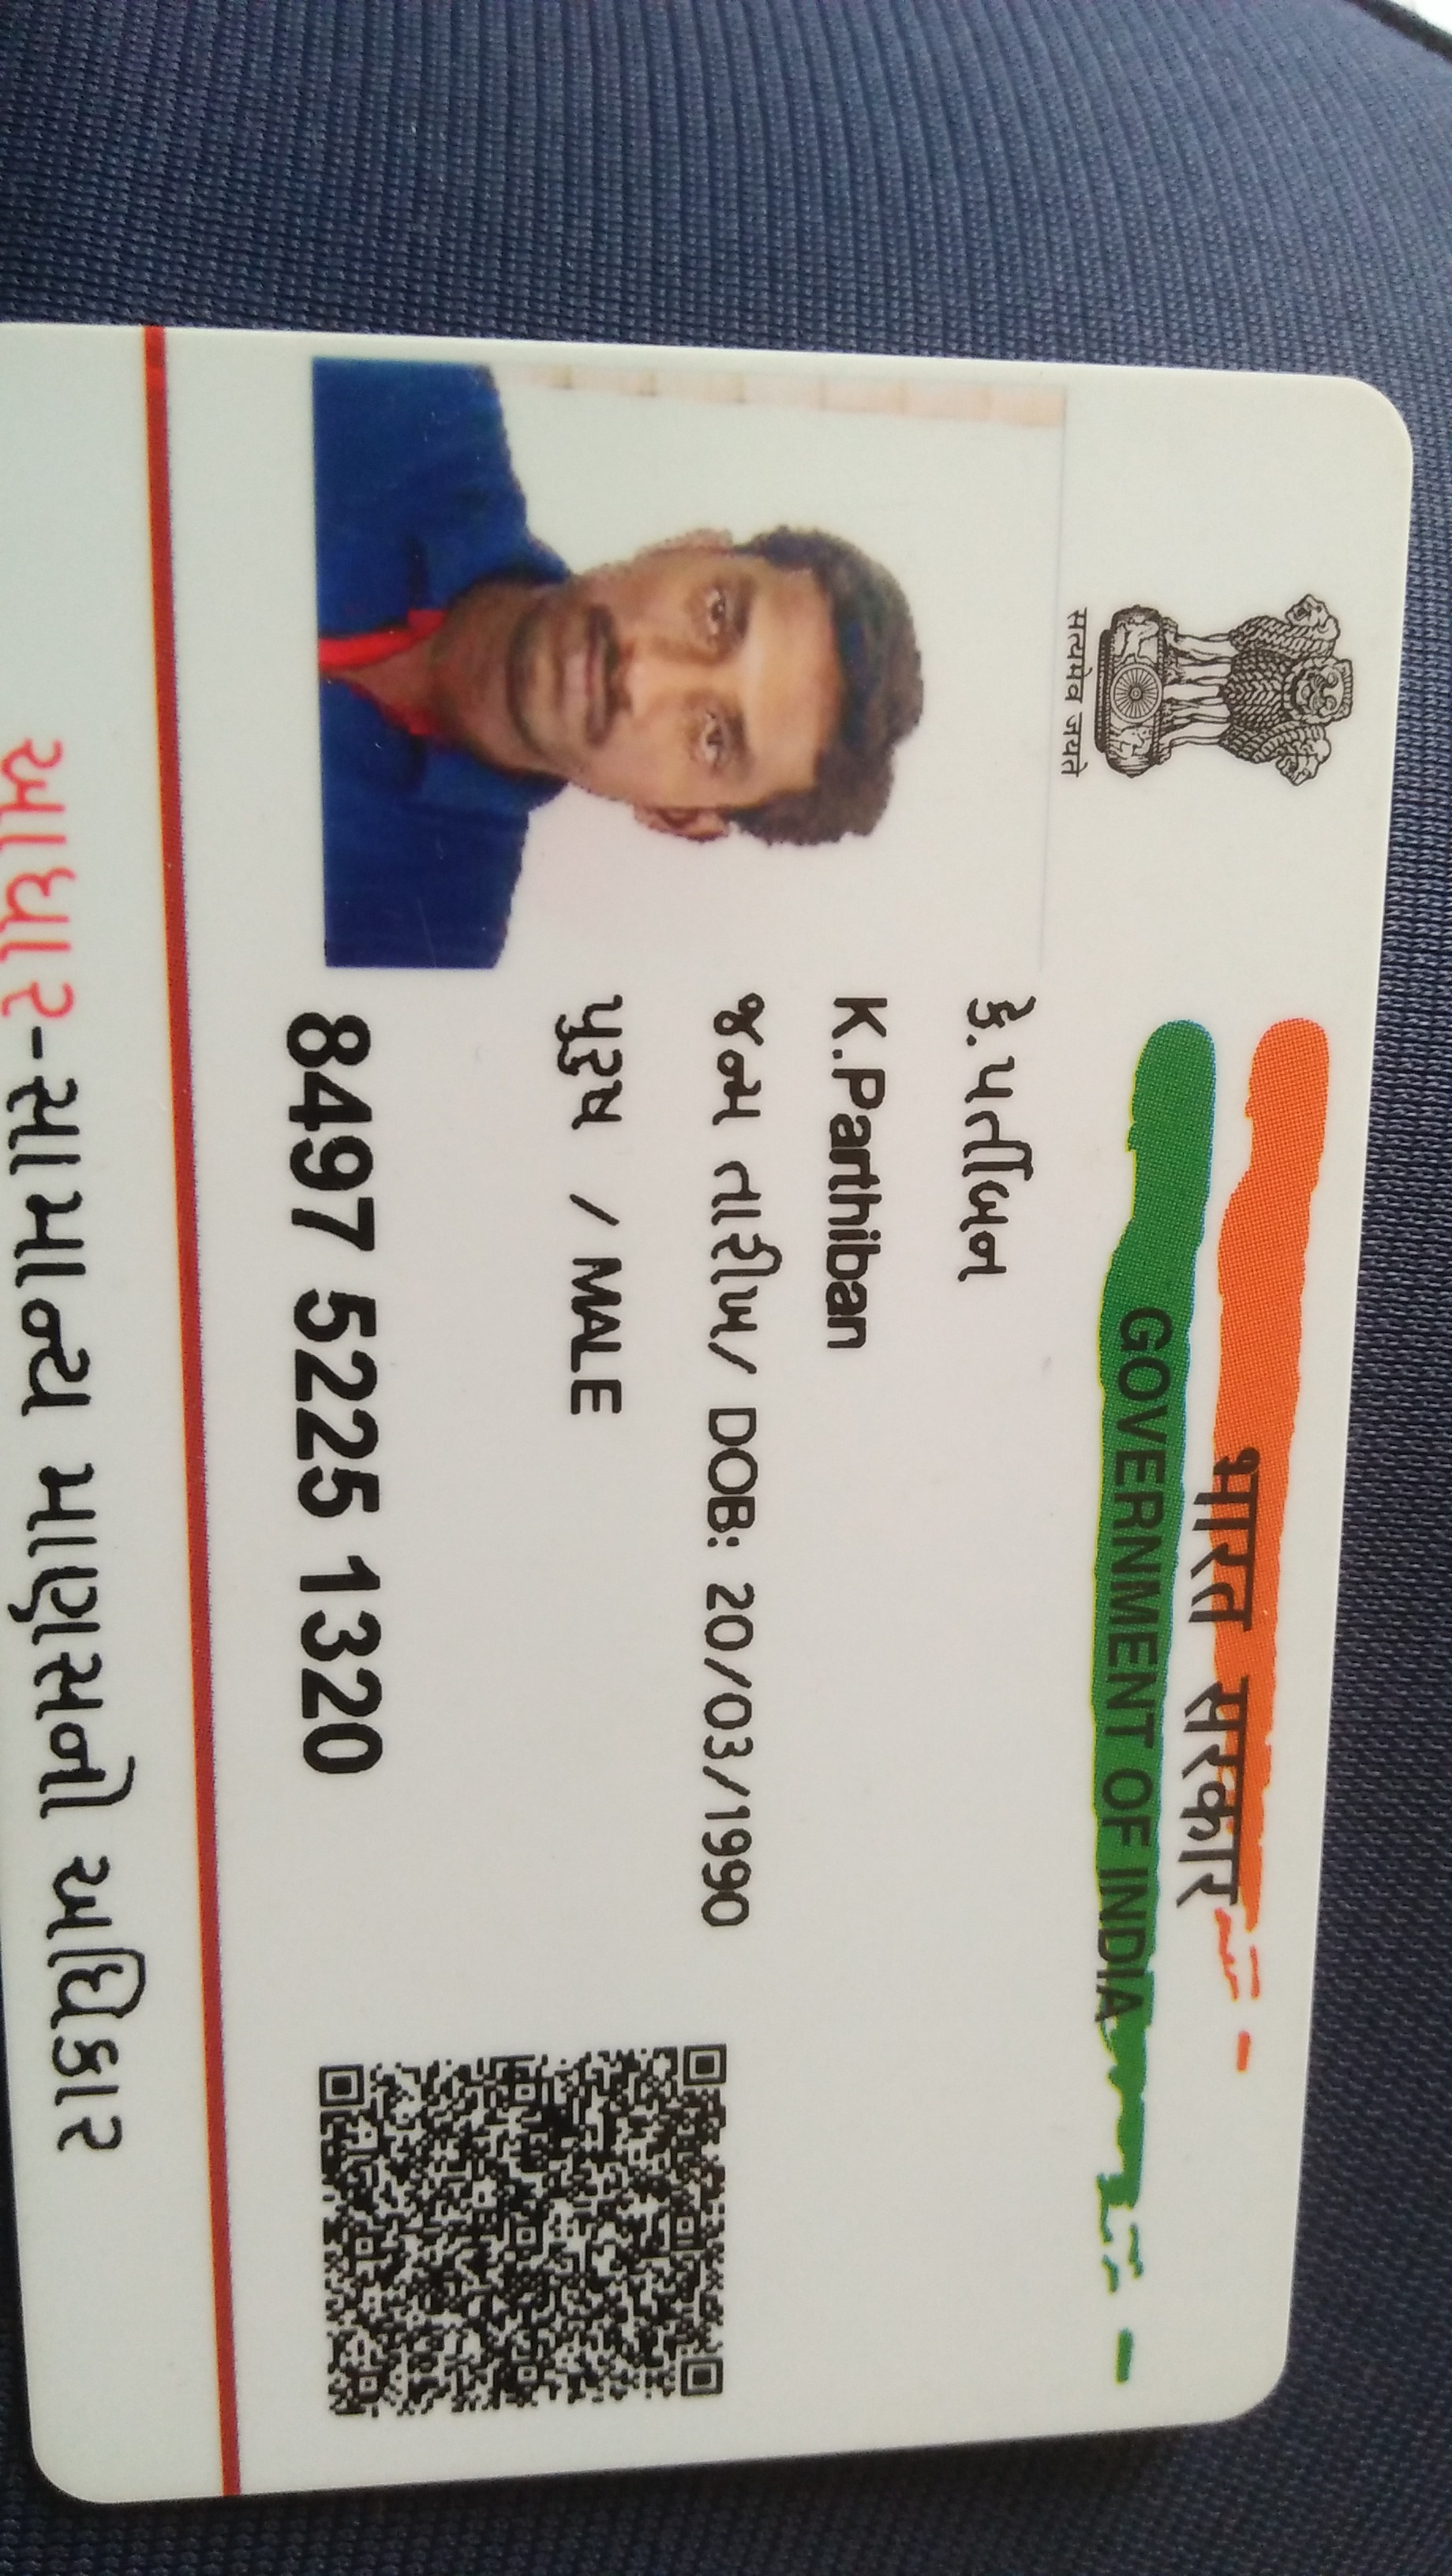 सत्यमेव जयते
भारत सरकार
GOVERNMENT OF INDIA
કે.પર્તીબન
K.Parthiban
જન્મ તારીખ/ DOB: 20/03/1990
પુરુષ / MALE
8497 5225 1320
આધાર-સામાન્ય માણસનો અધિકાર